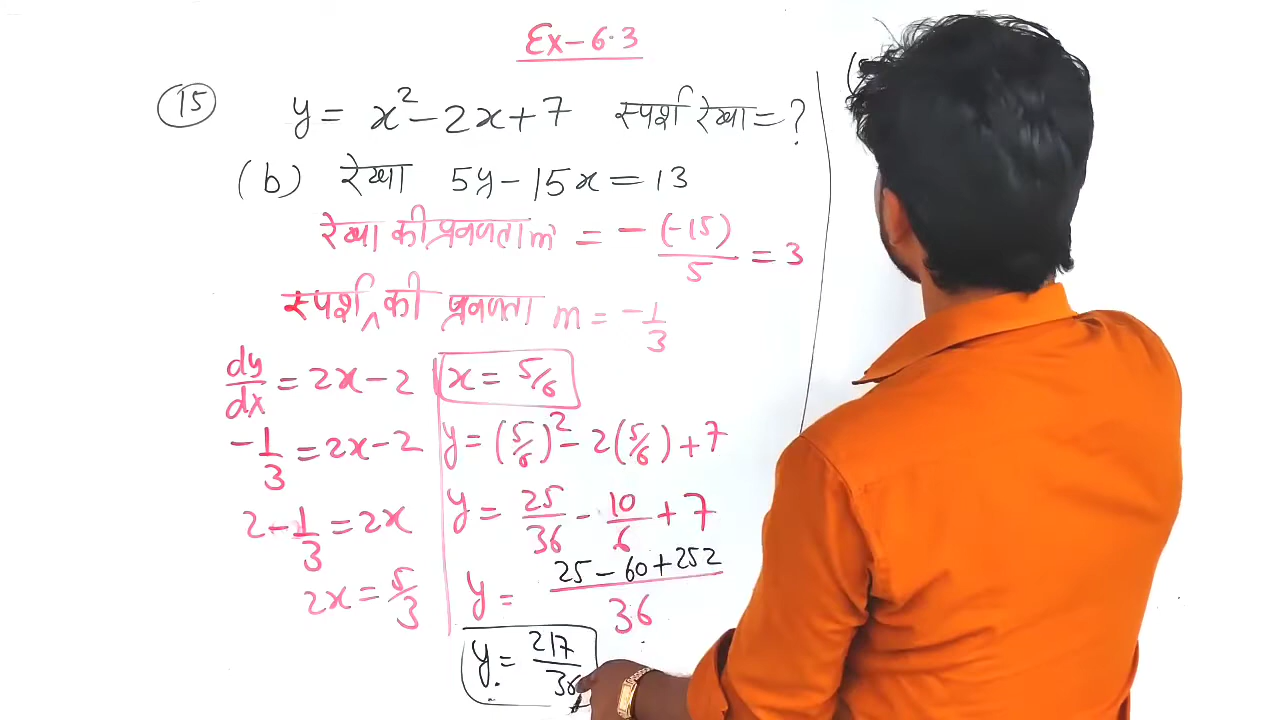 Ex-6.3
15 y = x² - 2x + 7 स्पर्श रेखा = ?
(b) रेखा 5y - 15x = 13
रेखा की प्रवणता m = - (-15)/5 = 3
स्पर्श ^ की प्रवणता m = -1/3
dy/dx = 2x - 2
-1/3 = 2x - 2
2 - 1/3 = 2x
2x = 5/3
x = 5/6
y = (5/6)² - 2(5/6) + 7
y = 25/36 - 10/6 + 7
y = 25 - 60 + 252 / 36
y = 217/36